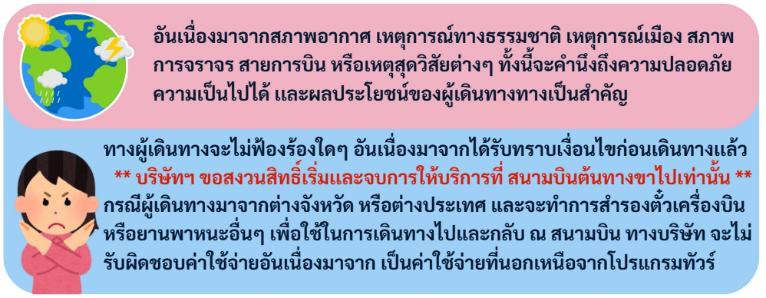 อันเนื่องมาจากสภาพอากาศ เหตุการณ์ทางธรรมชาติ เหตุการณ์เมือง สภาพ
การจราจร สายการบิน หรือเหตุสุดวิสัยต่างๆ ทั้งนี้จะคำนึงถึงความปลอดภัย
ความเป็นไปได้ และผลประโยชน์ของผู้เดินทางทางเป็นสำคัญ
ทางผู้เดินทางจะไม่ฟ้องร้องใดๆ อันเนื่องมาจากได้รับทราบเงื่อนไขก่อนเดินทางแล้ว
** บริษัทฯ ขอสงวนสิทธิ์เริ่มและจบการให้บริการที่ สนามบินต้นทางขาไปเท่านั้น **
กรณีผู้เดินทางมาจากต่างจังหวัด หรือต่างประเทศ และจะทำการสำรองตั๋วเครื่องบิน
หรือยานพาหนะอื่นๆ เพื่อใช้ในการเดินทางไปและกลับ ณ สนามบิน ทางบริษัท จะไม่
รับผิดชอบค่าใช้จ่ายอันเนื่องมาจาก เป็นค่าใช้จ่ายที่นอกเหนือจากโปรแกรมทัวร์